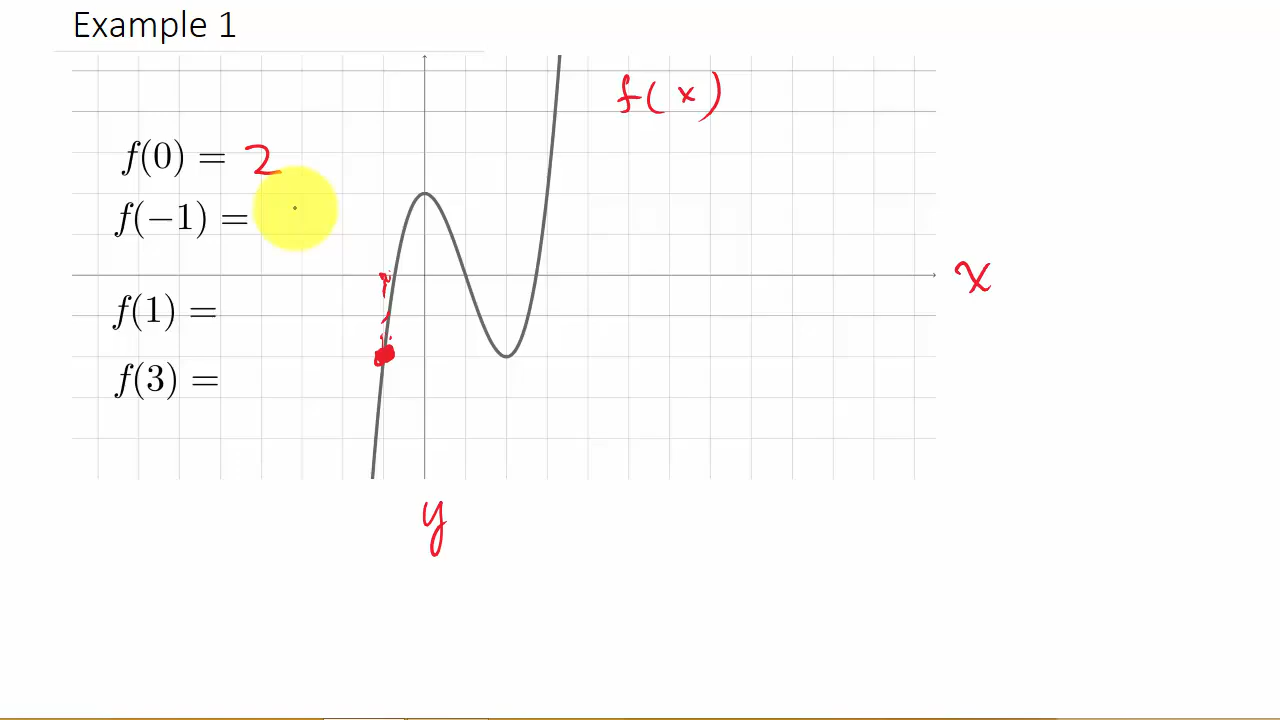 Example 1
f(x)
f(0) = 2
f(−1) =
x
f(1) =
f(3) =
y